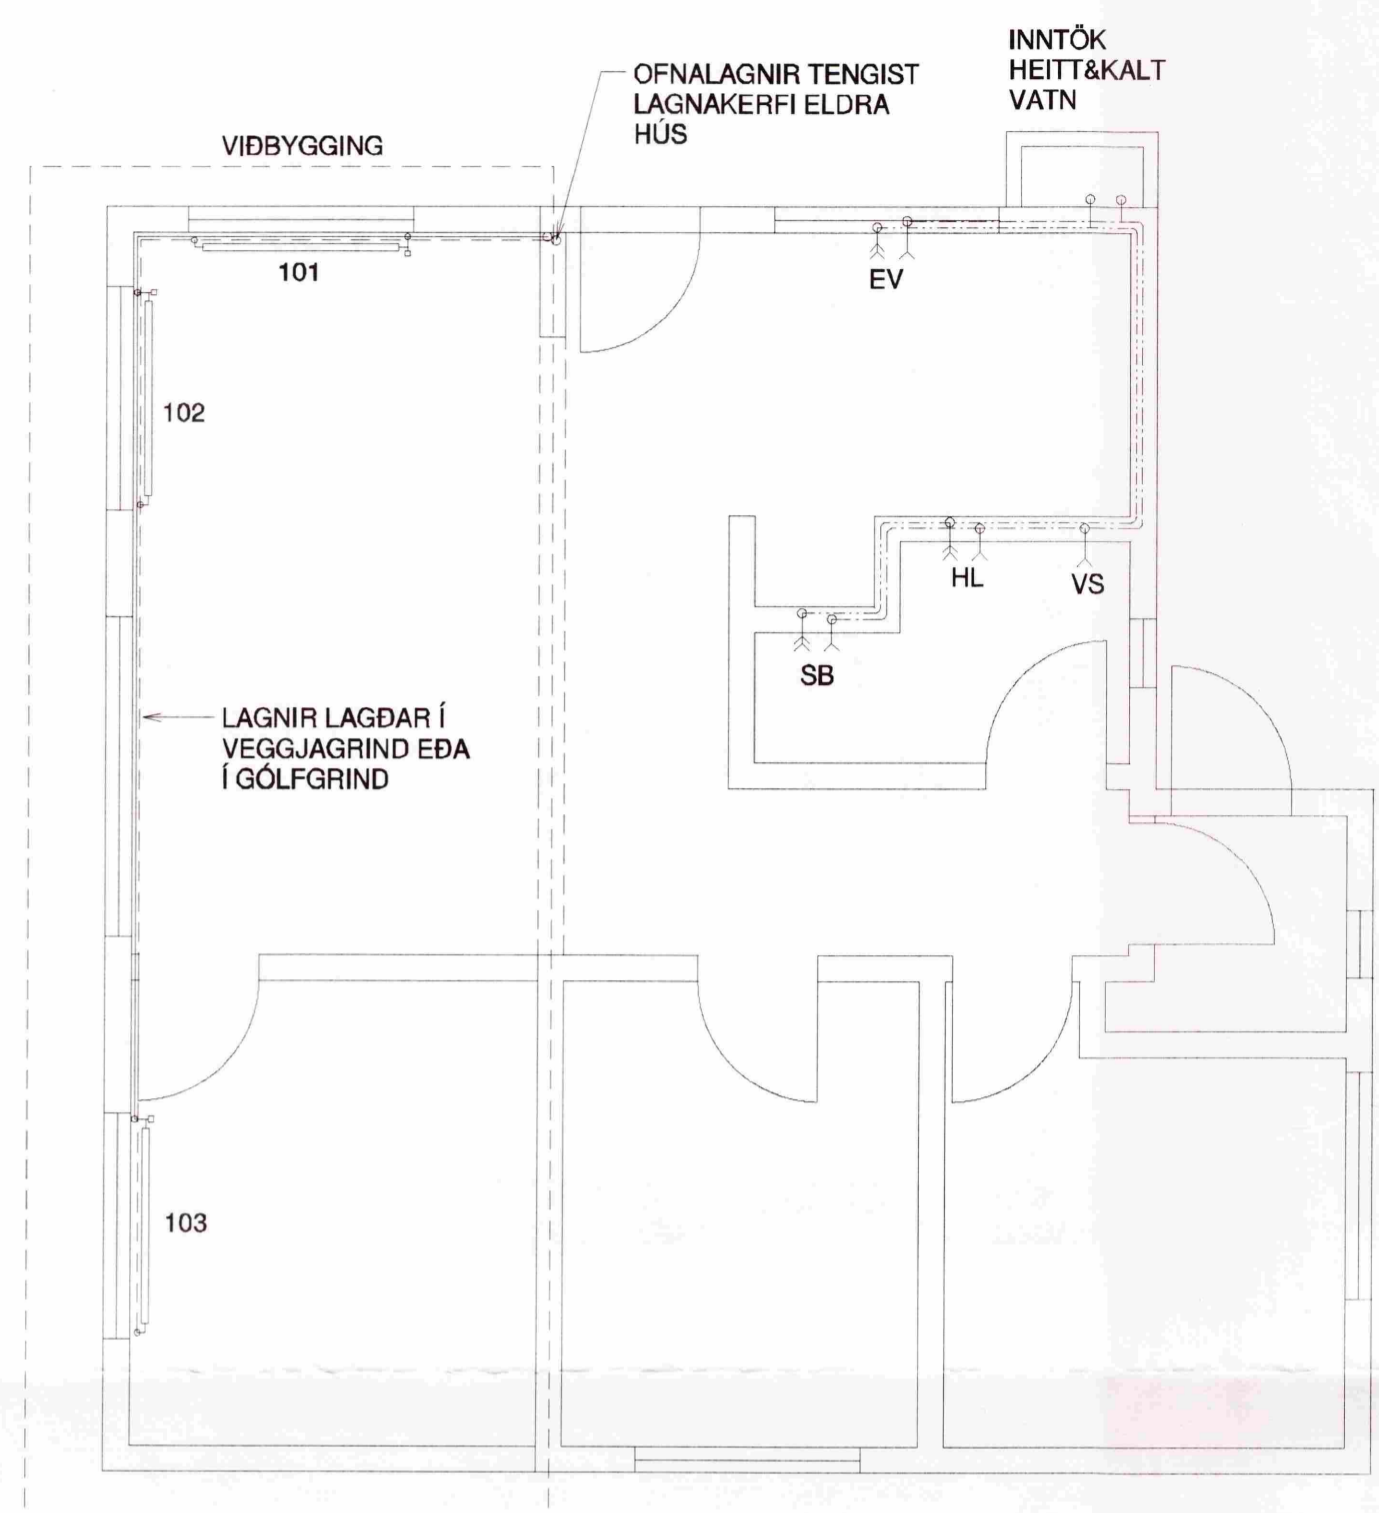 INNTÖK
HEITT&KALT
VATN
OFNALAGNIR TENGIST
LAGNAKERFI ELDRA
HÚS
VIÐBYGGING
101
EV
102
HL
VS
SB
LAGNIR LAGÐAR Í
VEGGJAGRIND EÐA
Í GÓLFGRIND
103